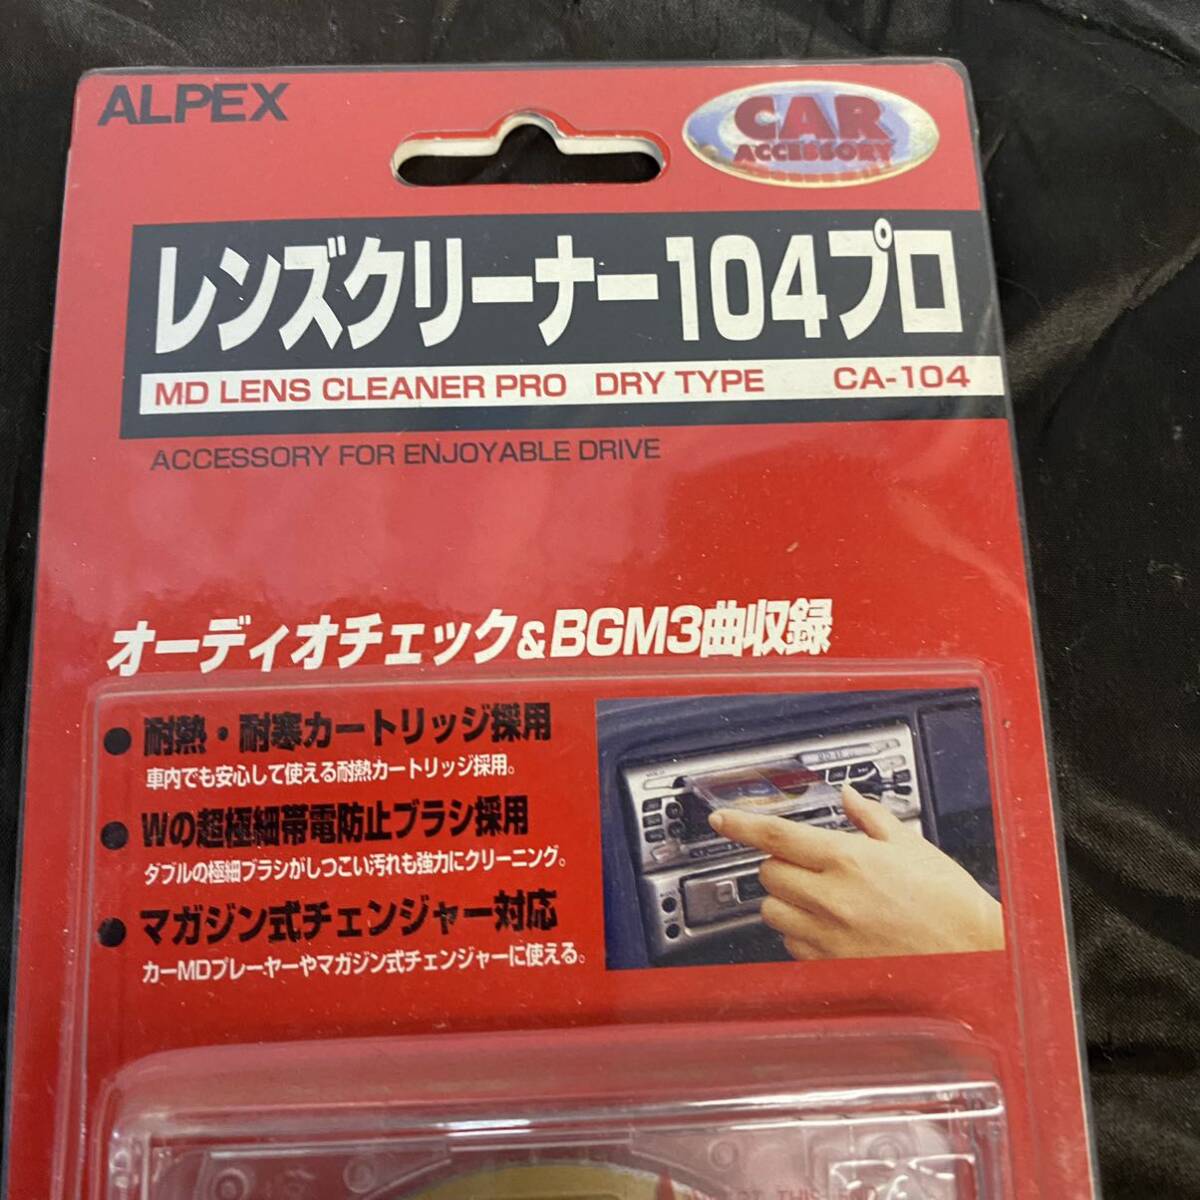 ALPEX
CAR
ACCESSORY
レンズクリーナー104プロ
MD LENS CLEANER PRO DRY TYPE CA-104
ACCESSORY FOR ENJOYABLE DRIVE
オーディオチェック&BGM3曲収録
● 耐熱・耐寒カートリッジ採用
車内でも安心して使える耐熱カートリッジ採用。
● Wの超極細帯電防止ブラシ採用
ダブルの極細ブラシがしつこい汚れも強力にクリーニング。
● マガジン式チェンジャー対応
カーMDプレーヤーやマガジン式チェンジャーに使える。
THIS END